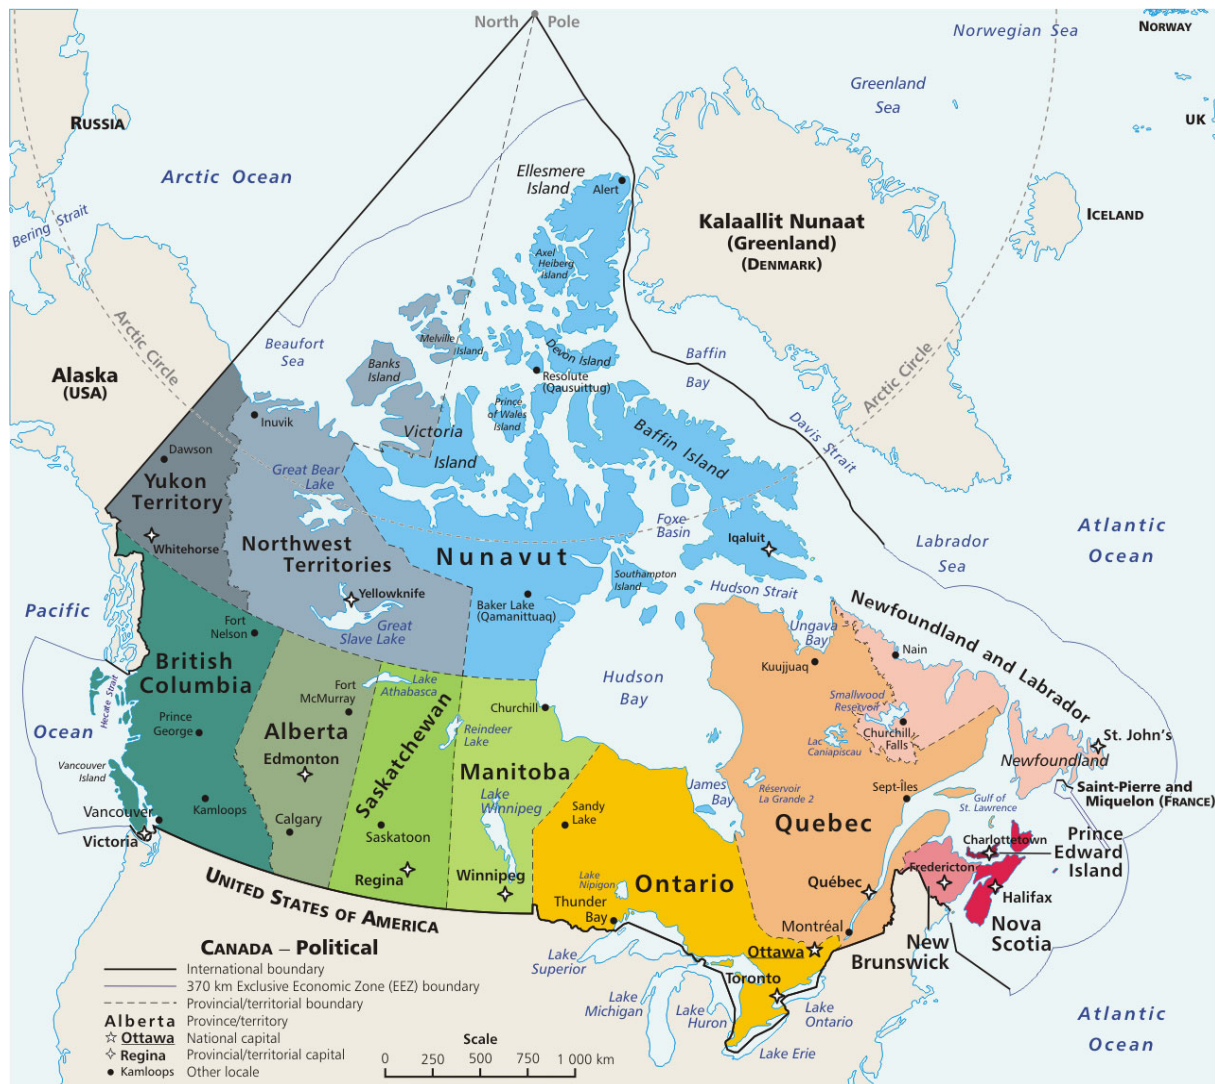 North Pole
Norwegian Sea
NORWAY
Greenland
Sea
UK
RUSSIA
Arctic Ocean
Ellesmere
Island
Alert
Kalaallit Nunaat
(Greenland)
(DENMARK)
ICELAND
Bering Strait
Axel
Heiberg
Island
Arctic Circle
Beaufort
Sea
Melville
Island
Devon Island
Baffin
Bay
Arctic Circle
Banks
Island
Resolute
(Qausuittuq)
Alaska
(USA)
Prince
of Wales
Island
Davis Strait
Inuvik
Victoria
Island
Baffin Island
Dawson
Great Bear
Lake
Yukon
Territory
Foxe
Basin
Iqaluit
Atlantic
Ocean
Whitehorse
Northwest
Territories
Nunavut
Labrador
Sea
Southampton
Island
Hudson Strait
Yellowknife
Baker Lake
(Qamanittuaq)
Newfoundland and Labrador
Pacific
Ocean
Fort
Nelson
Great
Slave Lake
Ungava
Bay
Nain
Kuujjuaq
British
Columbia
Hecate Strait
Lake
Athabasca
Hudson
Bay
Fort
McMurray
Smallwood
Reservoir
Churchill
Prince
George
Alberta
Saskatchewan
Reindeer
Lake
Churchill
Falls
Lac
Caniapiscau
St. John's
Edmonton
Newfoundland
Vancouver
Island
Manitoba
Lake
Winnipeg
James
Bay
Réservoir
La Grande 2
Sept-Îles
Saint-Pierre and
Miquelon (FRANCE)
Gulf of
St. Lawrence
Kamloops
Vancouver
Victoria
Calgary
Saskatoon
Sandy
Lake
Quebec
Charlottetown
Prince
Edward
Island
Regina
Winnipeg
Lake
Nipigon
Ontario
Québec
Fredericton
Halifax
UNITED STATES OF AMERICA
Thunder
Bay
Montréal
Nova
Scotia
New
Brunswick
Ottawa
Lake
Superior
Toronto
Lake
Michigan
Lake
Huron
Lake
Ontario
Lake Erie
Atlantic
Ocean
CANADA – Political
International boundary
370 km Exclusive Economic Zone (EEZ) boundary
Provincial/territorial boundary
Alberta Province/territory
Ottawa National capital
Regina Provincial/territorial capital
Kamloops Other locale
Scale
0 250 500 750 1 000 km